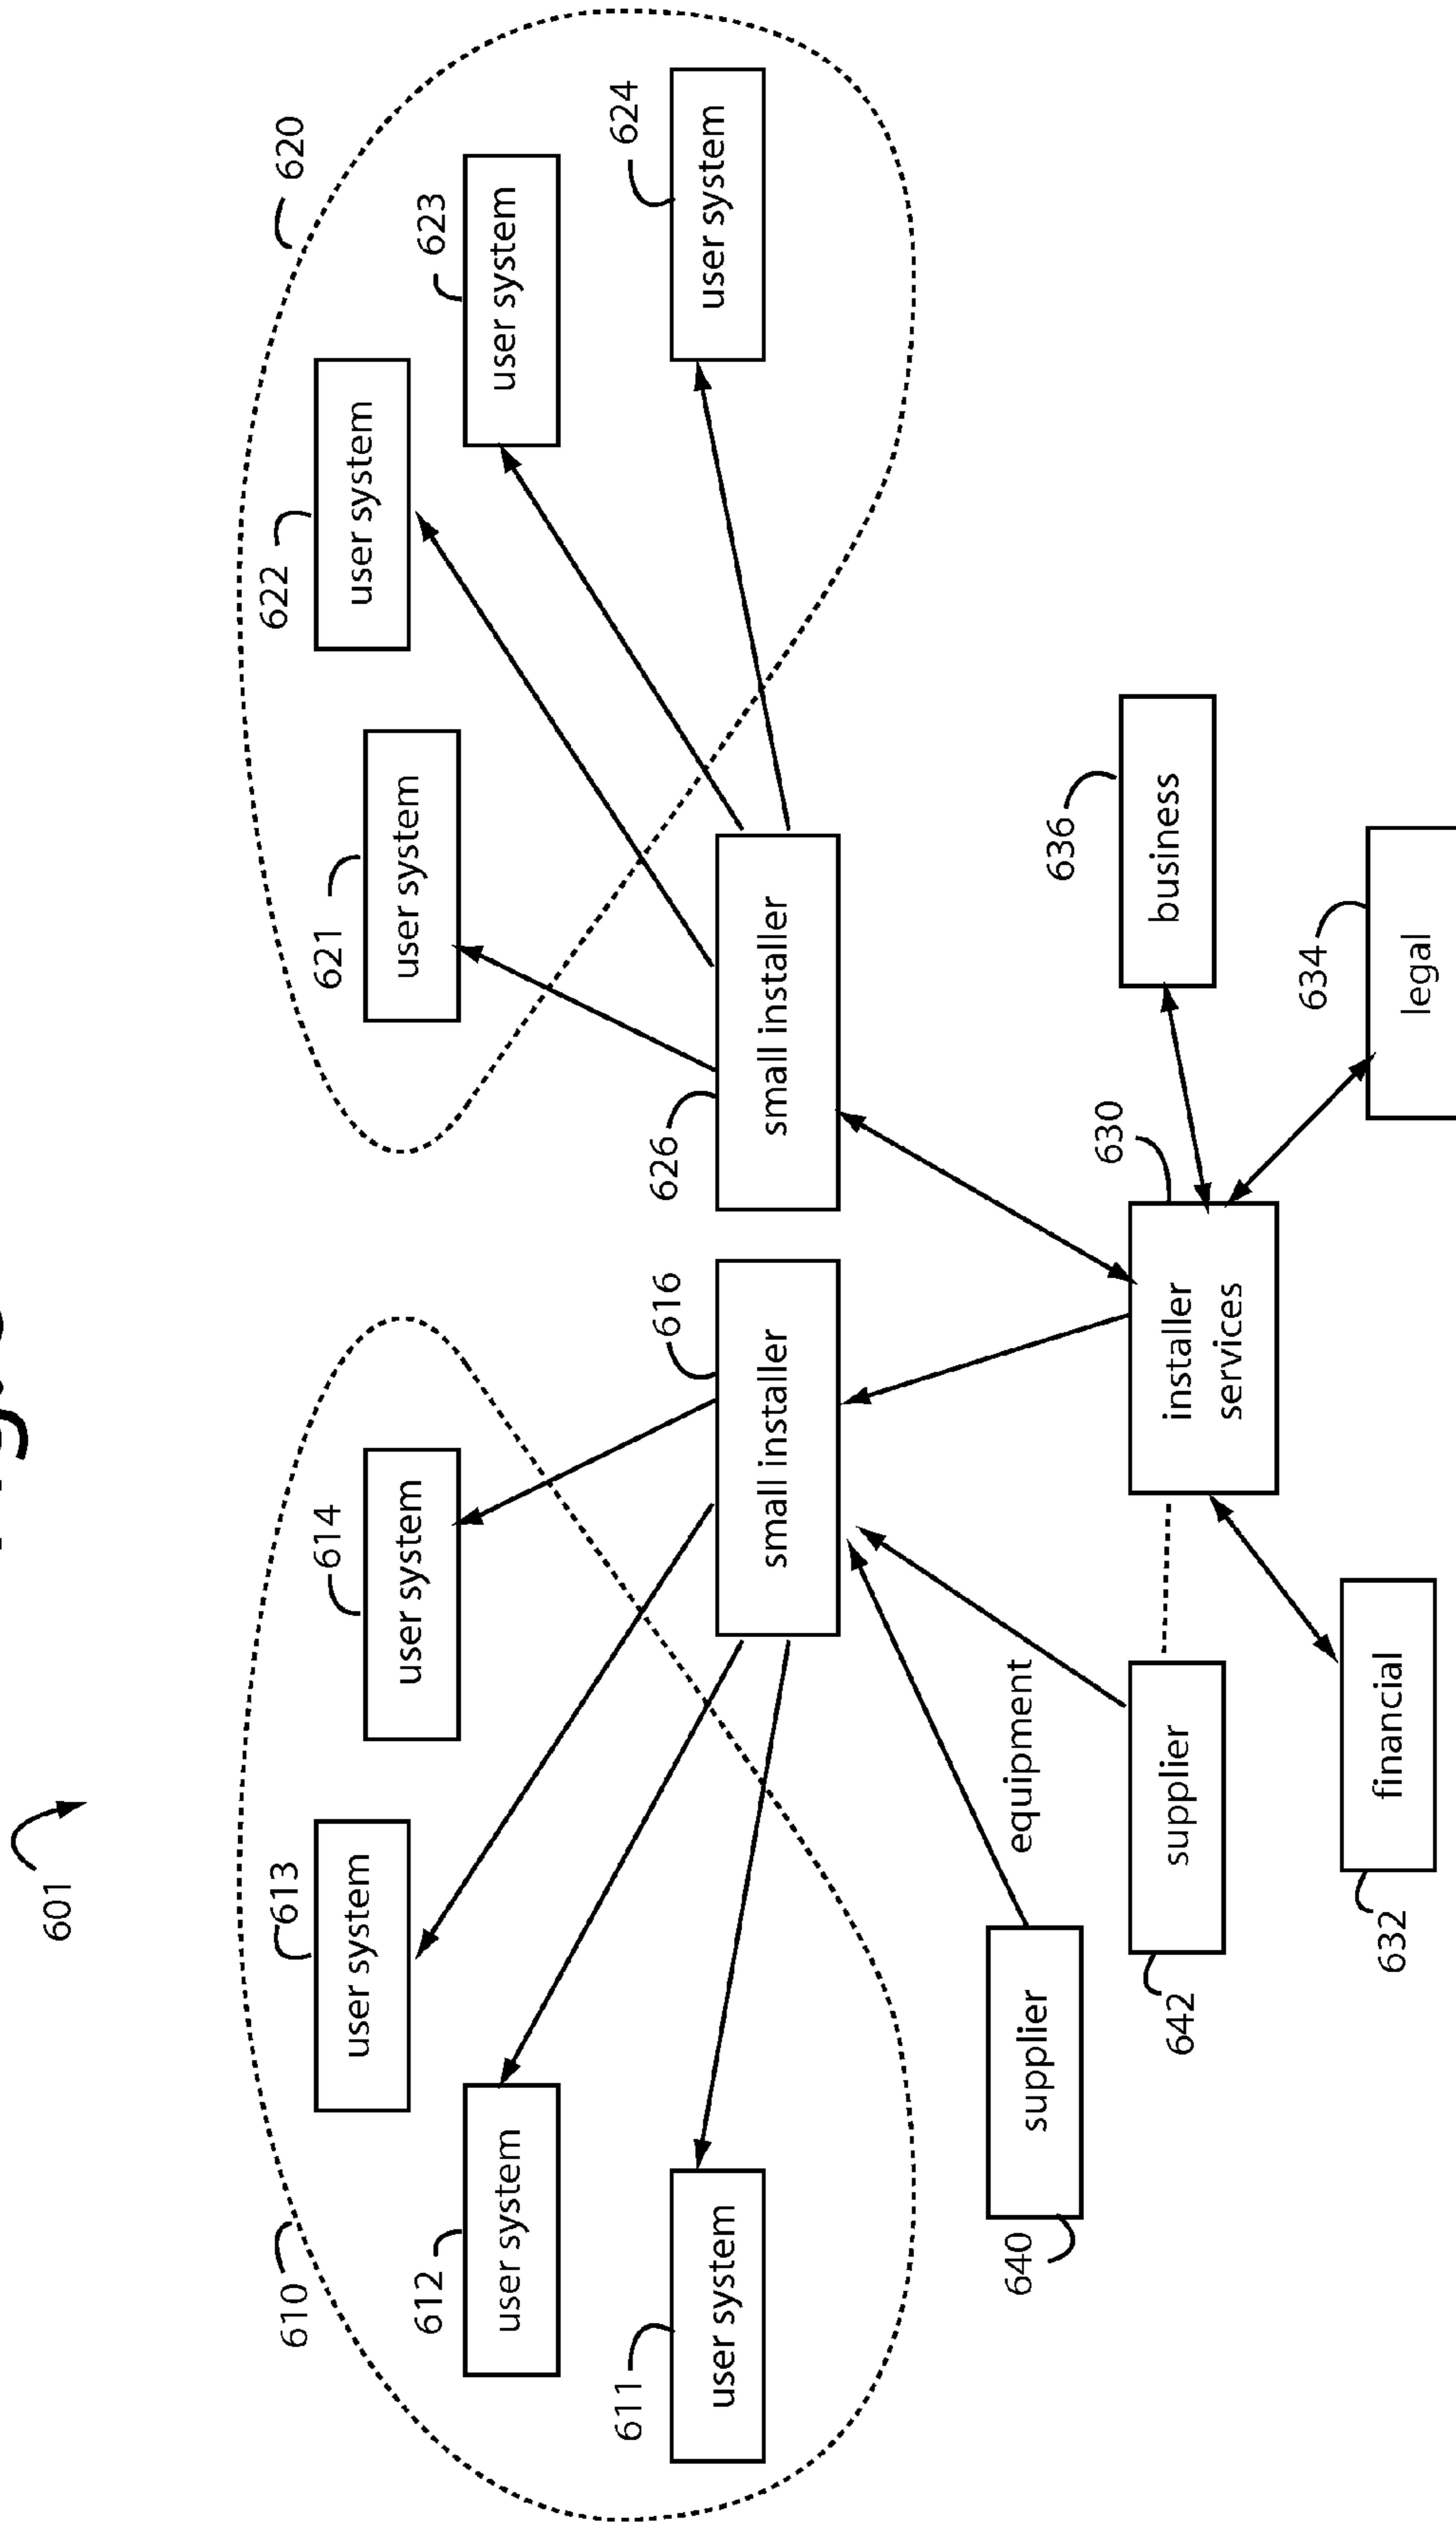 601
610
613
622
620
user system
user system
614
621
612
623
user system
user system
user system
user system
611
616
626
624
user system
user system
small installer
small installer
640
equipment
636
supplier
630
642
supplier
installer
services
business
634
632
financial
legal